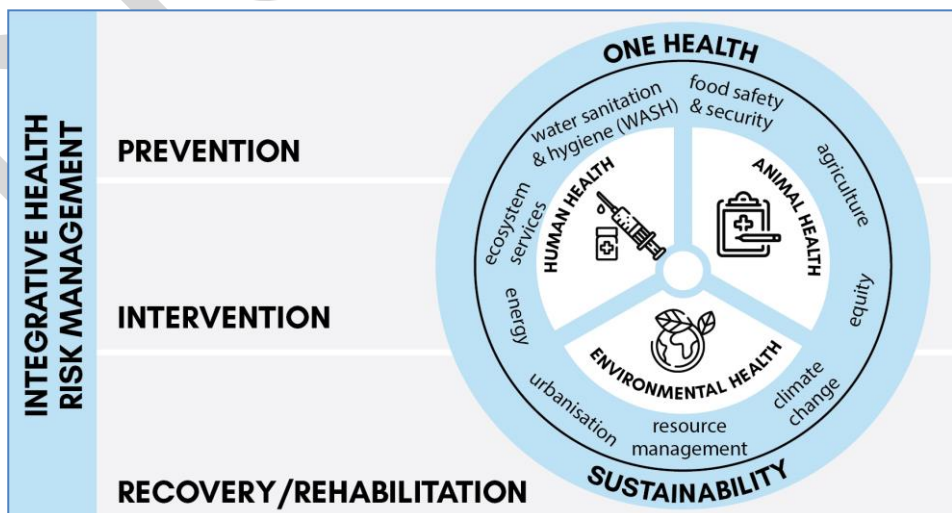 INTEGRATIVE HEALTH
RISK MANAGEMENT
PREVENTION
INTERVENTION
RECOVERY/REHABILITATION
ONE HEALTH
water sanitation
& hygiene (WASH)
food safety
& security
agriculture
equity
climate
change
resource
management
urbanisation
energy
ecosystem
services
HUMAN HEALTH
ANIMAL HEALTH
ENVIRONMENTAL HEALTH
SUSTAINABILITY